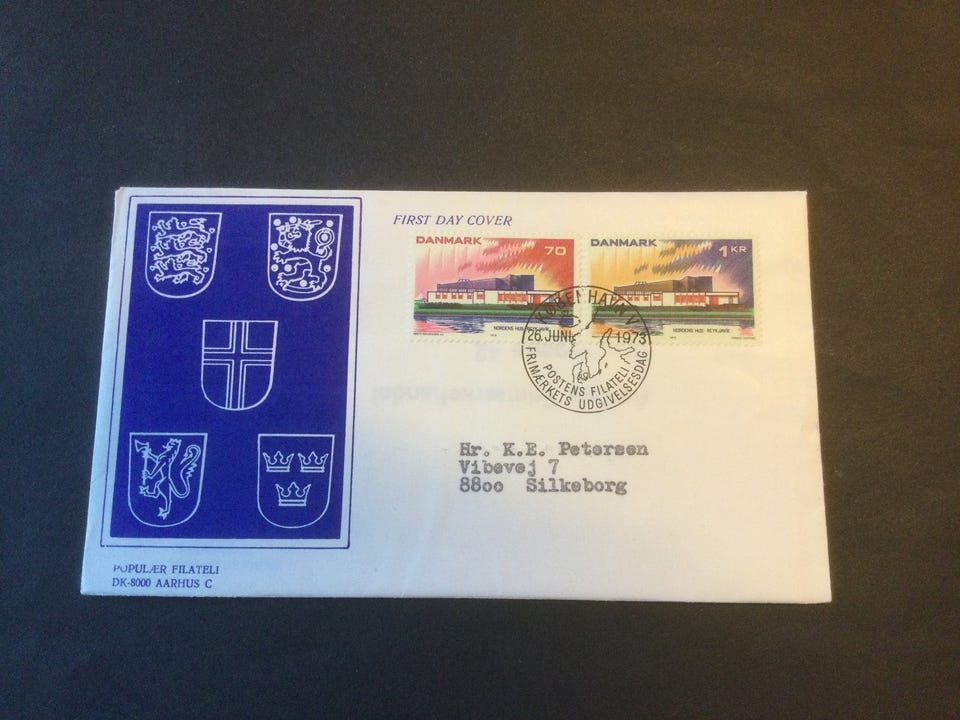 FIRST DAY COVER
DANMARK 70
NORDENS HUS · REYKJAVIK
DANMARK 1 KR
NORDENS HUS · REYKJAVIK
KØBENHAVN V
26. JUNI 1973
POSTENS FILATELI
FRIMÆRKETS UDGIVELSESDAG
Hr. K.E. Petersen
Vibevej 7
88oo Silkeborg
POPULÆR FILATELI
DK-8000 AARHUS C